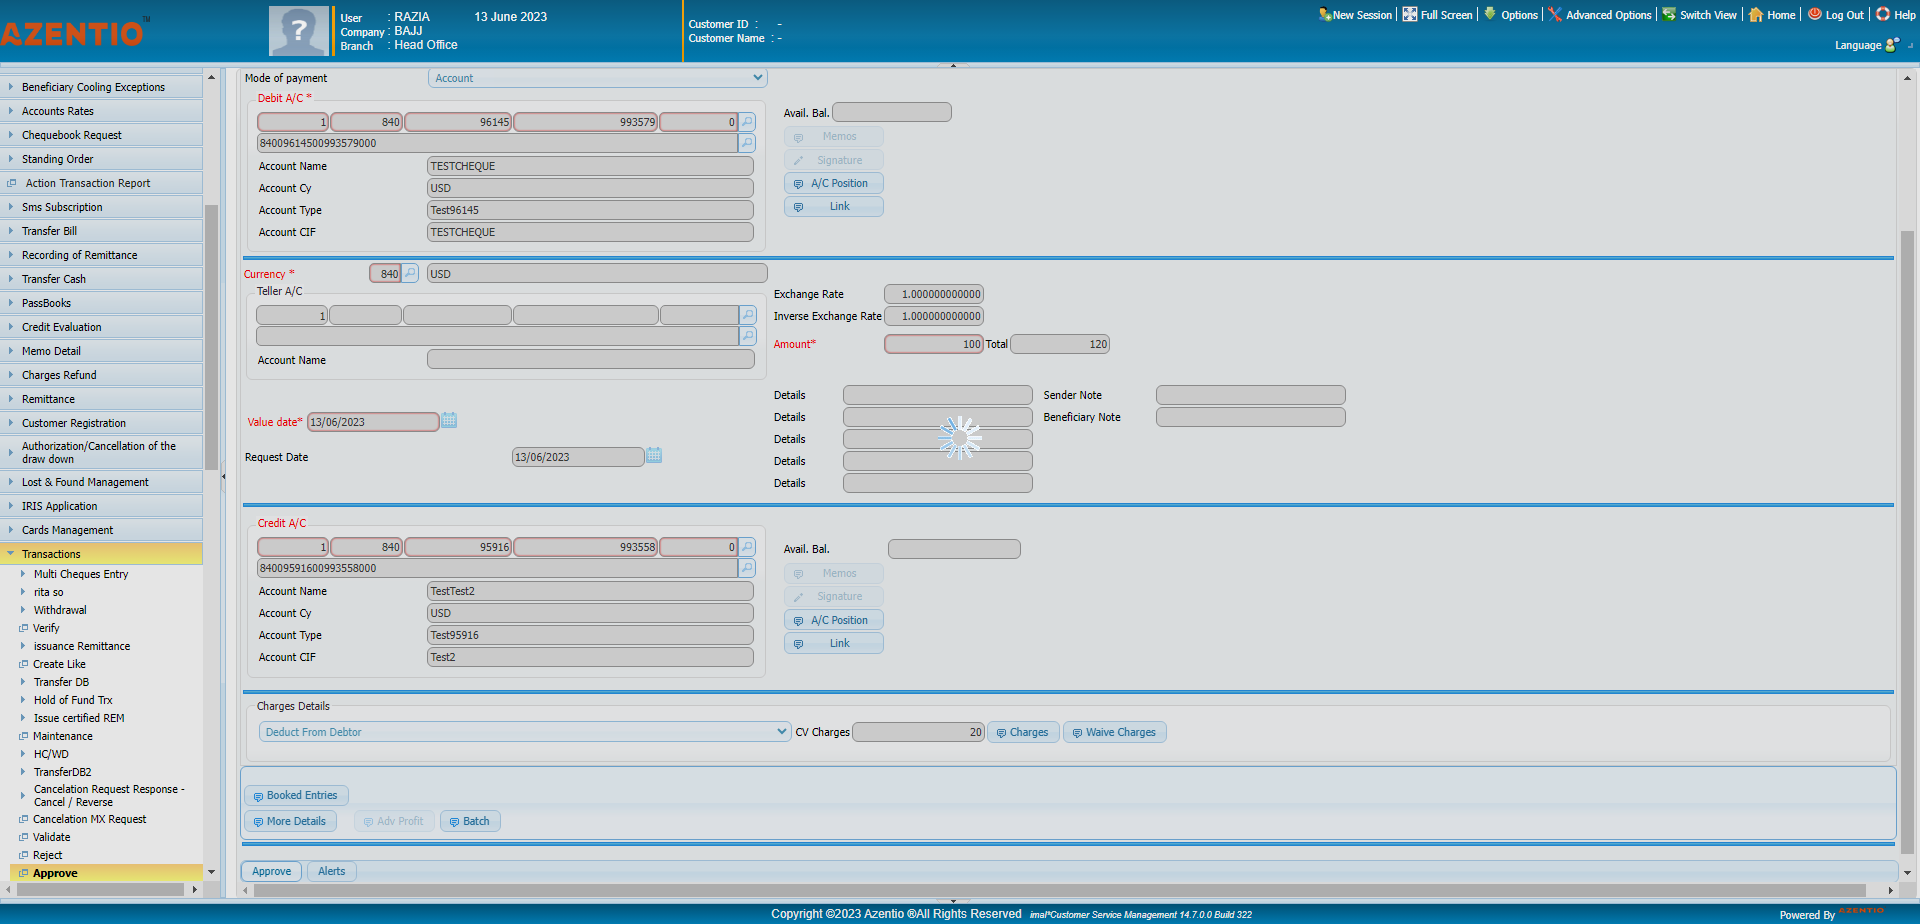 AZENTIO™
User : RAZIA 13 June 2023
Company : BAJJ
Branch : Head Office
Customer ID : -
Customer Name : -
New Session Full Screen Options Advanced Options Switch View Home Log Out Help
Language
Beneficiary Cooling Exceptions
Accounts Rates
Chequebook Request
Standing Order
Action Transaction Report
Sms Subscription
Transfer Bill
Recording of Remittance
Transfer Cash
PassBooks
Credit Evaluation
Memo Detail
Charges Refund
Remittance
Customer Registration
Authorization/Cancellation of the
draw down
Lost & Found Management
IRIS Application
Cards Management
Transactions
Multi Cheques Entry
rita so
Withdrawal
Verify
issuance Remittance
Create Like
Transfer DB
Hold of Fund Trx
Issue certified REM
Maintenance
HC/WD
TransferDB2
Cancelation Request Response -
Cancel / Reverse
Cancelation MX Request
Validate
Reject
Approve
Mode of payment Account
Debit A/C *
1 840 96145 993579 0
84009614500993579000
Account Name TESTCHEQUE
Account Cy USD
Account Type Test96145
Account CIF TESTCHEQUE
Avail. Bal.
Memos
Signature
A/C Position
Link
Currency * 840 USD
Teller A/C
1
Account Name
Exchange Rate 1.000000000000
Inverse Exchange Rate 1.000000000000
Amount* 100 Total 120
Value date* 13/06/2023
Request Date 13/06/2023
Details Sender Note
Details Beneficiary Note
Details
Details
Details
Credit A/C
1 840 95916 993558 0
84009591600993558000
Account Name TestTest2
Account Cy USD
Account Type Test95916
Account CIF Test2
Avail. Bal.
Memos
Signature
A/C Position
Link
Charges Details
Deduct From Debtor CV Charges 20 Charges Waive Charges
Booked Entries
More Details Adv Profit Batch
Approve Alerts
Copyright ©2023 Azentio ®All Rights Reserved imal*Customer Service Management 14.7.0.0 Build 322
Powered By AZENTIO